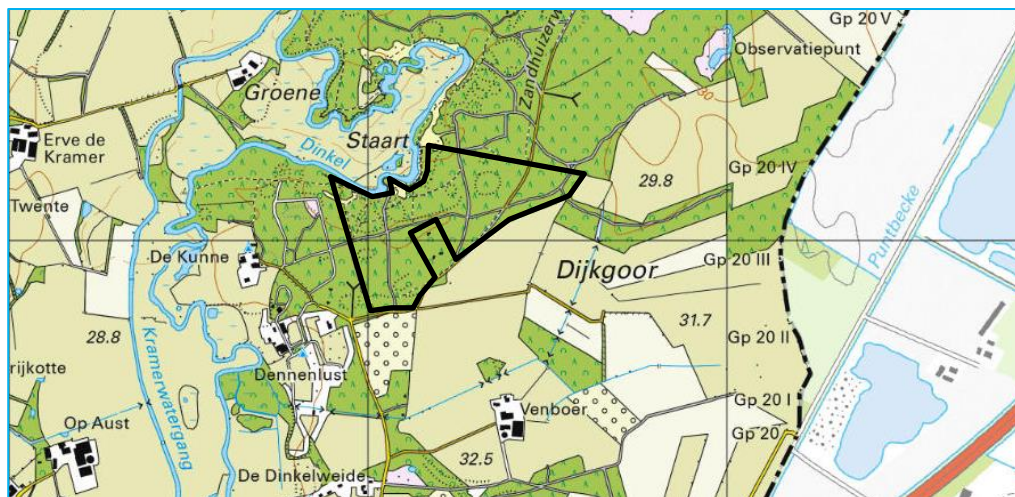 Gp 20 V
Observatiepunt
Groene
Zandhuizerw
30
Staart
Dinkel
Erve de
Kramer
Gp 20 IV
29.8
Twente
Puntbecke
De Kunne
Dijkgoor
Gp 20 III
28.8
Kramerwatergang
31.7
Gp 20 II
rijkotte
Dennenlust
Op Aust
Venboer
Gp 20 I
Gp 20
32.5
De Dinkelweide